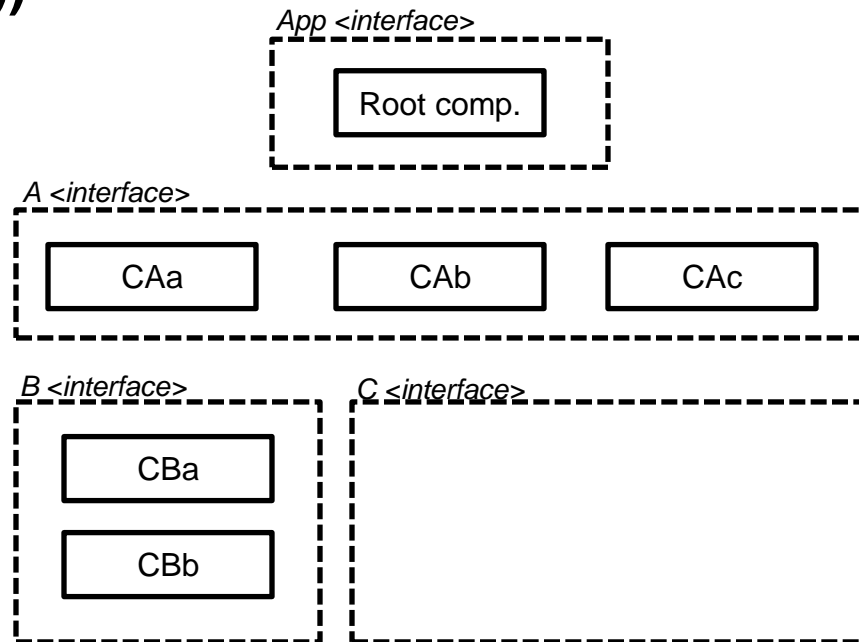 ))
App <interface>
Root comp.
A <interface>
CAa CAb CAc
B <interface> C <interface>
CBa
CBb